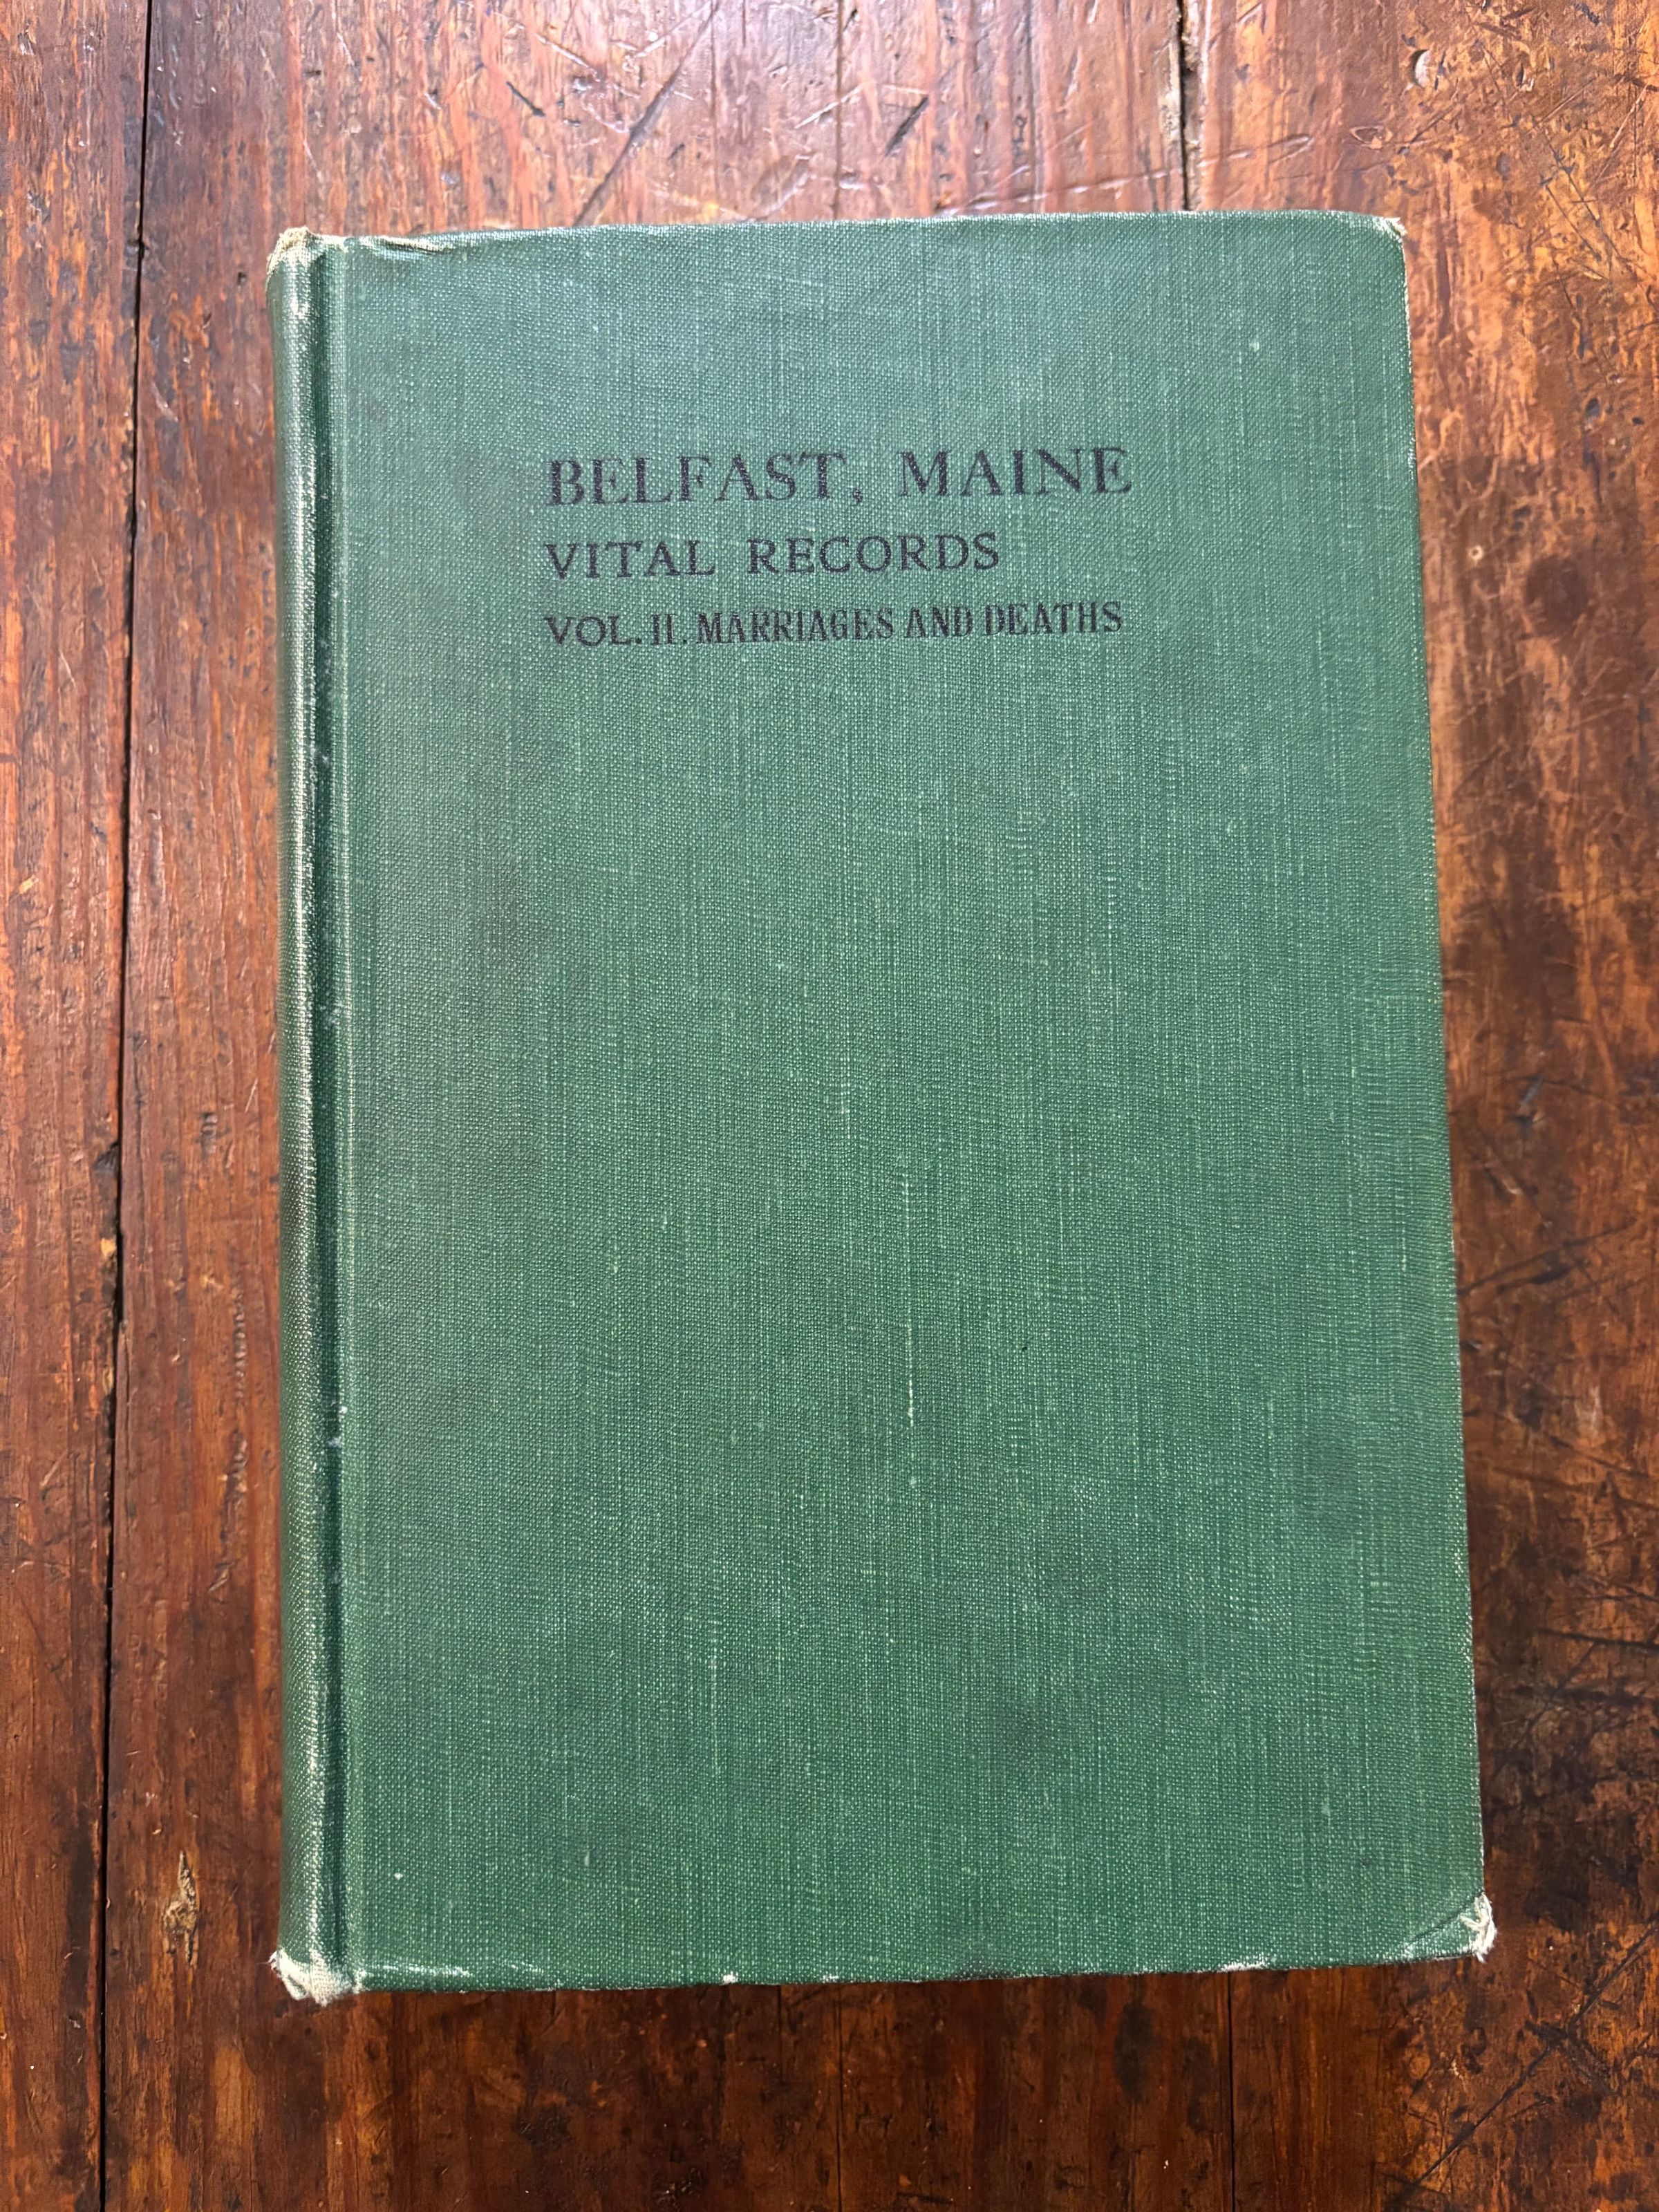 BELFAST, MAINE
VITAL RECORDS
VOL. II. MARRIAGES AND DEATHS